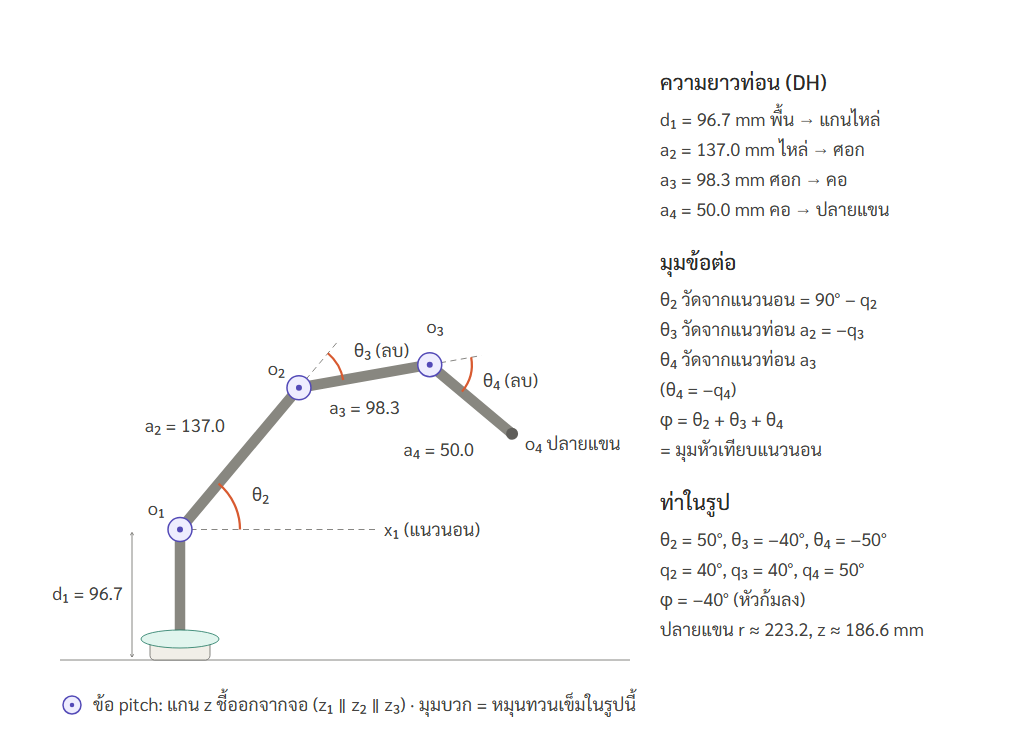 ความยาวท่อน (DH)
d₁ = 96.7 mm พื้น → แกนไหล่
a₂ = 137.0 mm ไหล่ → ศอก
a₃ = 98.3 mm ศอก → คอ
a₄ = 50.0 mm คอ → ปลายแขน
มุมข้อต่อ
θ₂ วัดจากแนวนอน = 90° − q₂
θ₃ วัดจากแนวท่อน a₂ = −q₃
θ₄ วัดจากแนวท่อน a₃
(θ₄ = −q₄)
φ = θ₂ + θ₃ + θ₄
= มุมหัวเทียบแนวนอน
ท่าในรูป
θ₂ = 50°, θ₃ = −40°, θ₄ = −50°
q₂ = 40°, q₃ = 40°, q₄ = 50°
φ = −40° (หัวก้มลง)
ปลายแขน r ≈ 223.2, z ≈ 186.6 mm
o₃
θ₃ (ลบ)
o₂
θ₄ (ลบ)
a₃ = 98.3
a₂ = 137.0
a₄ = 50.0
o₄ ปลายแขน
θ₂
o₁
x₁ (แนวนอน)
d₁ = 96.7
ข้อ pitch: แกน z ชี้ออกจากจอ (z₁ ∥ z₂ ∥ z₃) · มุมบวก = หมุนทวนเข็มในรูปนี้